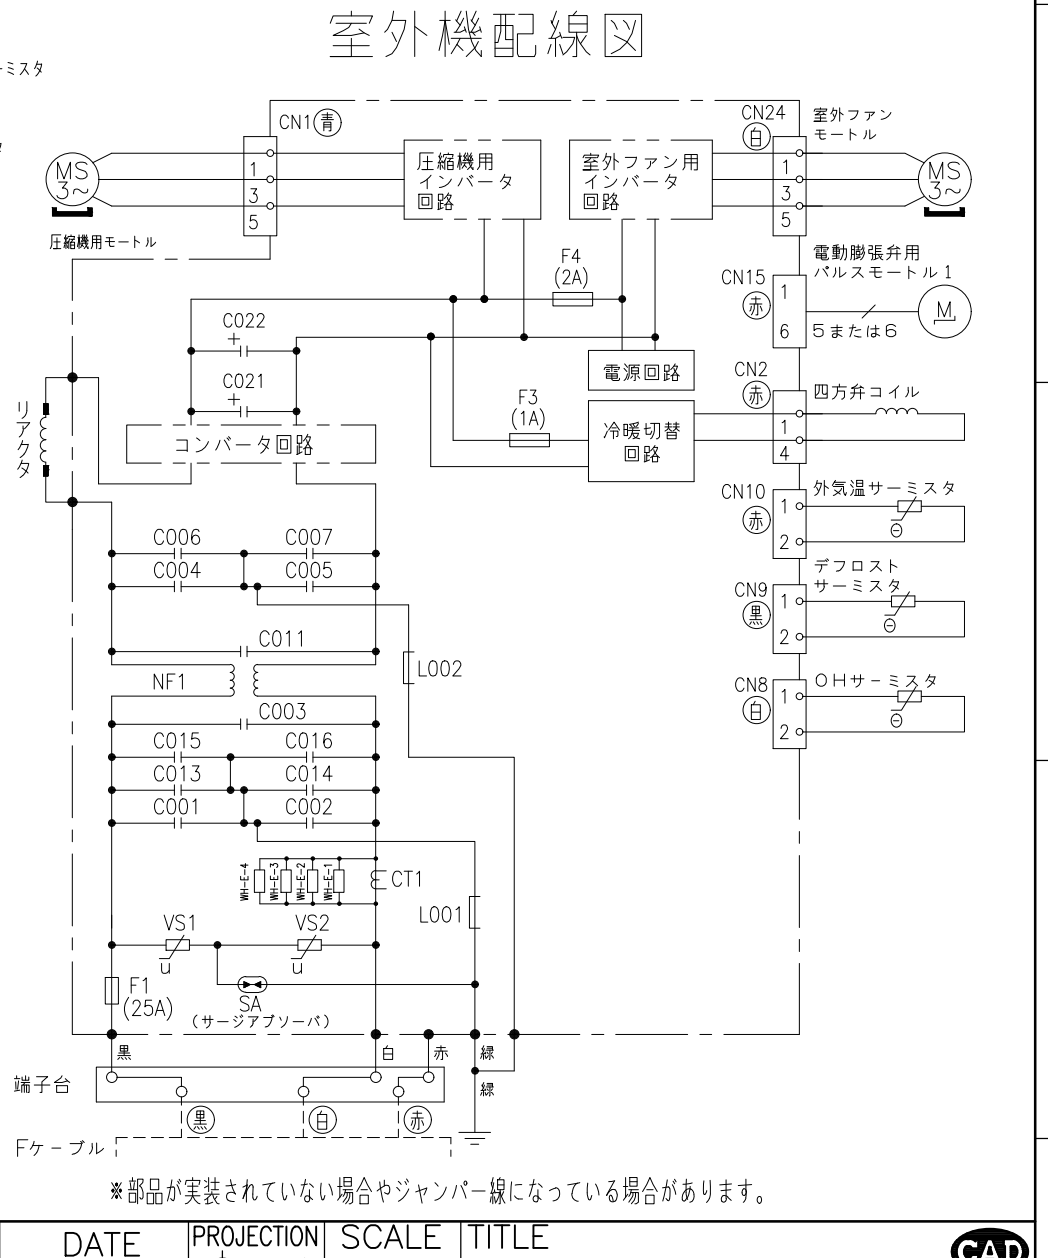 室外機配線図
ーミスタ
CN1 青
CN24
白
室外ファン
モートル
MS
3~
1
3
5
圧縮機用
インバータ
回路
室外ファン用
インバータ
回路
1
3
5
MS
3~
圧縮機用モートル
F4
(2A)
CN15
赤
1
6
電動膨張弁用
パルスモートル1
M
5または6
C022
+
C021
+
電源回路
CN2
赤
1
4
四方弁コイル
リアクタ
コンバータ回路
F3
(1A)
冷暖切替
回路
CN10
赤
1
2
外気温サーミスタ
Θ
C006
C007
C004
C005
CN9
黒
1
2
デフロスト
サーミスタ
Θ
C011
L002
NF1
CN8
白
1
2
OHサーミスタ
Θ
C003
C015
C016
C013
C014
C001
C002
WH-E-4
WH-E-3
WH-E-2
WH-E-1
CT1
L001
VS1
VS2
u
u
F1
(25A)
SA
(サージアブソーバ)
黒
白
赤
緑
緑
端子台
黒
白
赤
Fケーブル
※部品が実装されていない場合やジャンパー線になっている場合があります。
DATE
PROJECTION
SCALE
TITLE
CAD